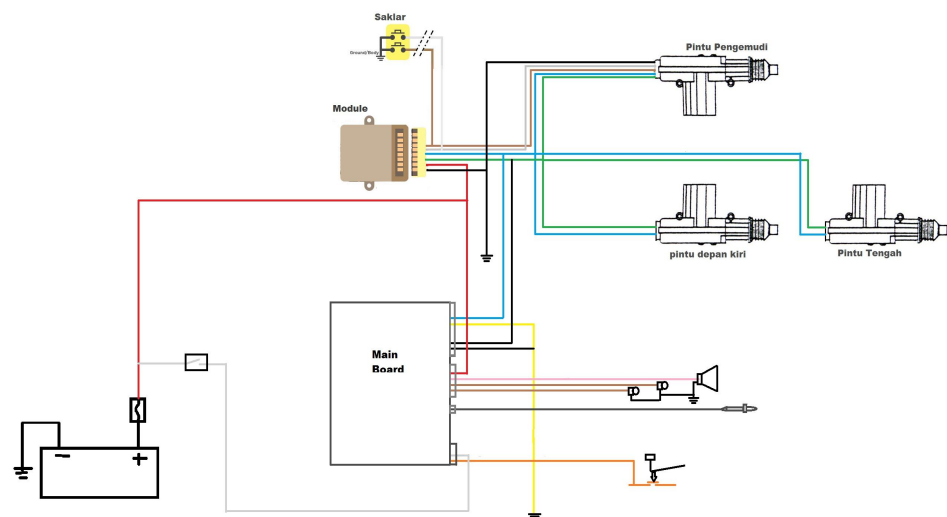 Saklar
Ground/Body
Pintu Pengemudi
Module
pintu depan kiri
Pintu Tengah
Main
Board
- +